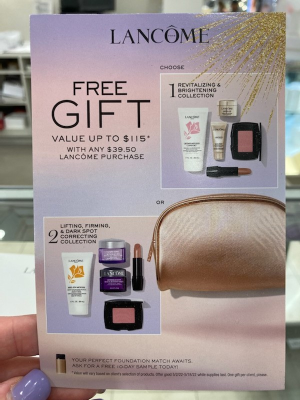 LANCÔME
CHOOSE
FREE
GIFT
VALUE UP TO $115*
WITH ANY $39.50
LANCÔME PURCHASE
1 REVITALIZING &
BRIGHTENING
COLLECTION
OR
2 LIFTING, FIRMING,
& DARK SPOT
CORRECTING
COLLECTION
LANCÔME
YOUR PERFECT FOUNDATION MATCH AWAITS.
ASK FOR A FREE 10-DAY SAMPLE TODAY!